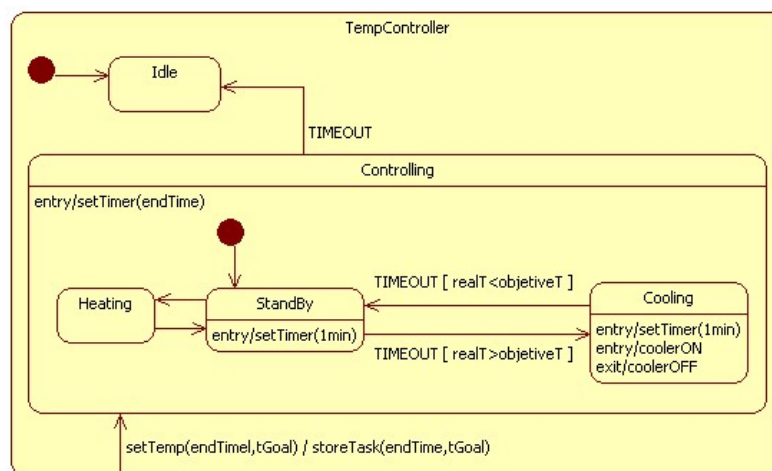 TempController
Idle
TIMEOUT
Controlling
entry/setTimer(endTime)
TIMEOUT [ realT<objetiveT ]
Heating
StandBy
Cooling
entry/setTimer(1min)
entry/setTimer(1min)
entry/coolerON
exit/coolerOFF
TIMEOUT [ realT>objetiveT ]
setTemp(endTimel,tGoal) / storeTask(endTime,tGoal)